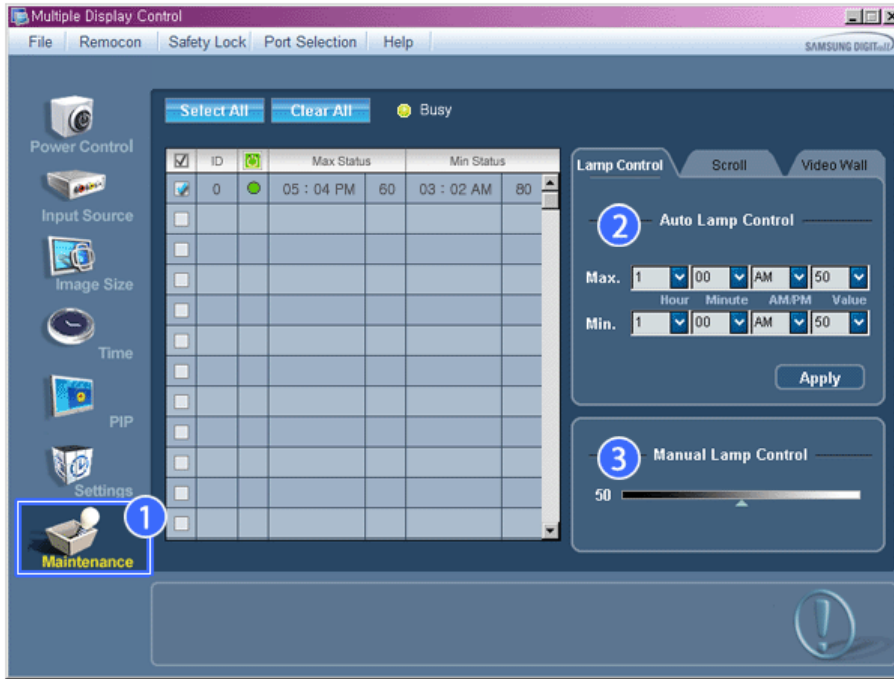 Multiple Display Control
File Remocon Safety Lock Port Selection Help
SAMSUNG DIGITall
Select All Clear All Busy
Power Control
Input Source
Image Size
Time
PIP
Settings
1
Maintenance
ID Max Status Min Status
0 05 : 04 PM 60 03 : 02 AM 80
Lamp Control Scroll Video Wall
2 Auto Lamp Control
Max. 1 00 AM 50
Hour Minute AM/PM Value
Min. 1 00 AM 50
Apply
3 Manual Lamp Control
50